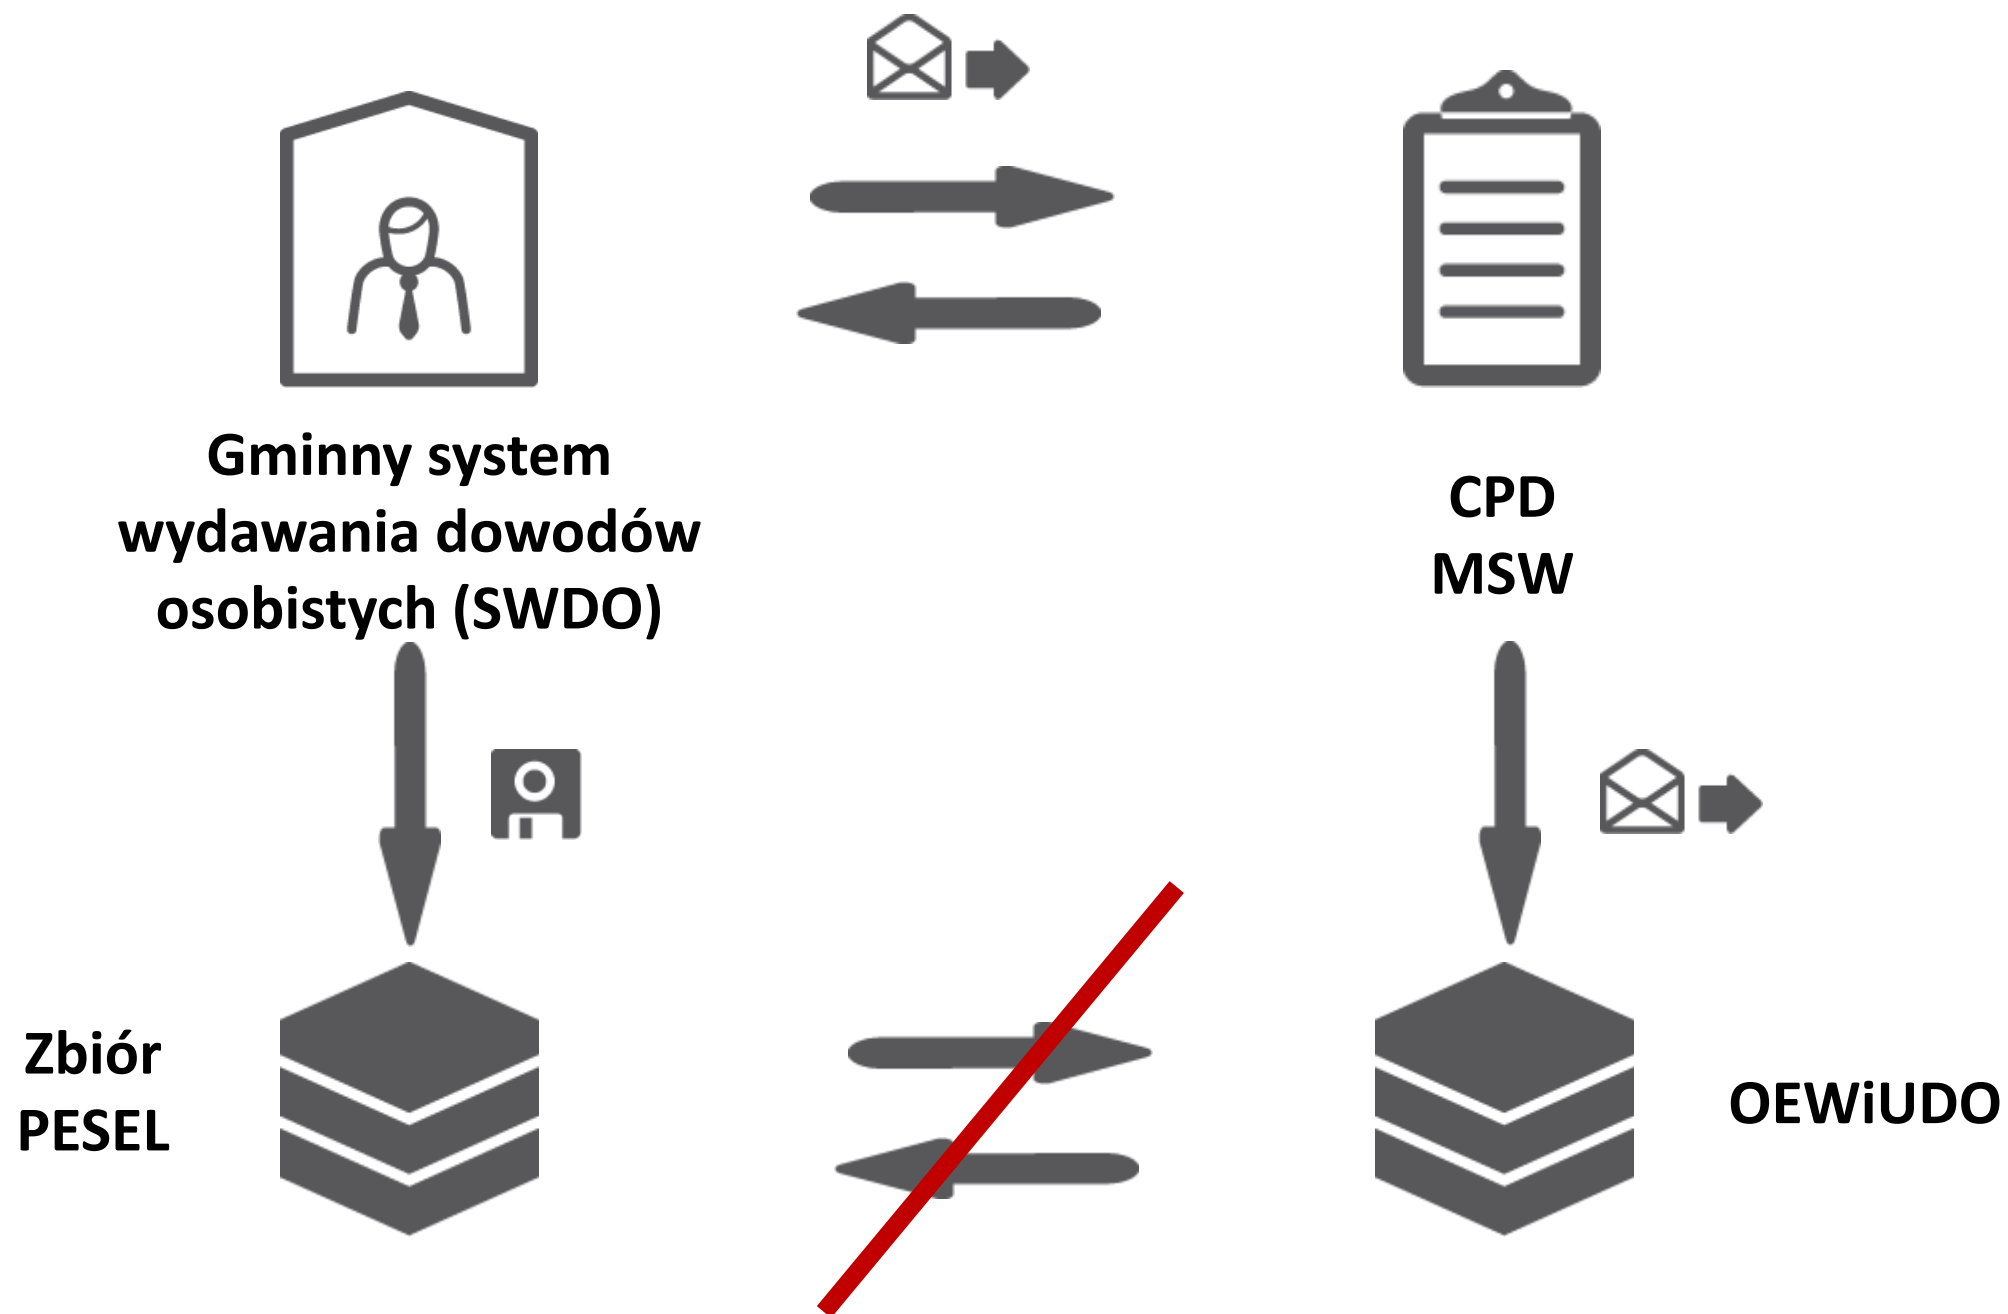 Gminny system
wydawania dowodów
osobistych (SWDO)
CPD
MSW
Zbiór
PESEL
OEWiUDO